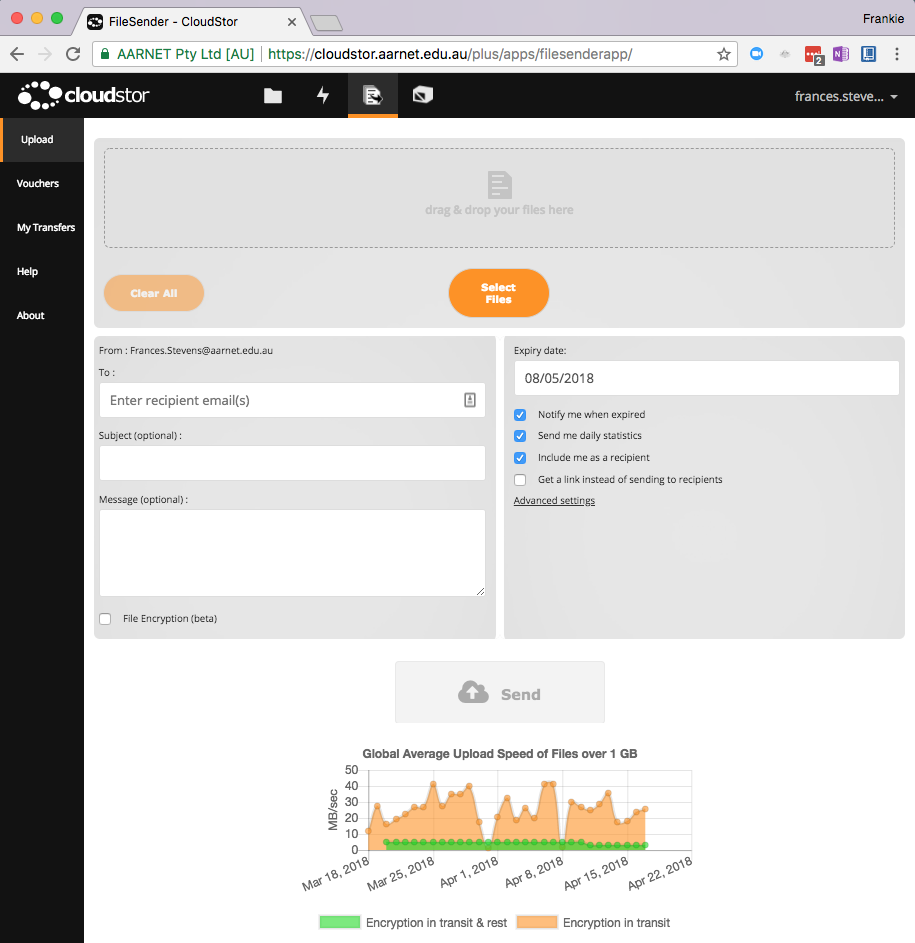 FileSender - CloudStor
Frankie
AARNET Pty Ltd [AU] https://cloudstor.aarnet.edu.au/plus/apps/filesenderapp/
2
N
cloudstor
frances.steve...
Upload
Vouchers
My Transfers
Help
About
drag & drop your files here
Clear All
Select
Files
From : Frances.Stevens@aarnet.edu.au
To :
Enter recipient email(s)
Subject (optional) :
Message (optional) :
File Encryption (beta)
Expiry date:
08/05/2018
Notify me when expired
Send me daily statistics
Include me as a recipient
Get a link instead of sending to recipients
Advanced settings
Send
Global Average Upload Speed of Files over 1 GB
MB/sec
50
40
30
20
10
0
Mar 18, 2018
Mar 25, 2018
Apr 1, 2018
Apr 8, 2018
Apr 15, 2018
Apr 22, 2018
Encryption in transit & rest
Encryption in transit